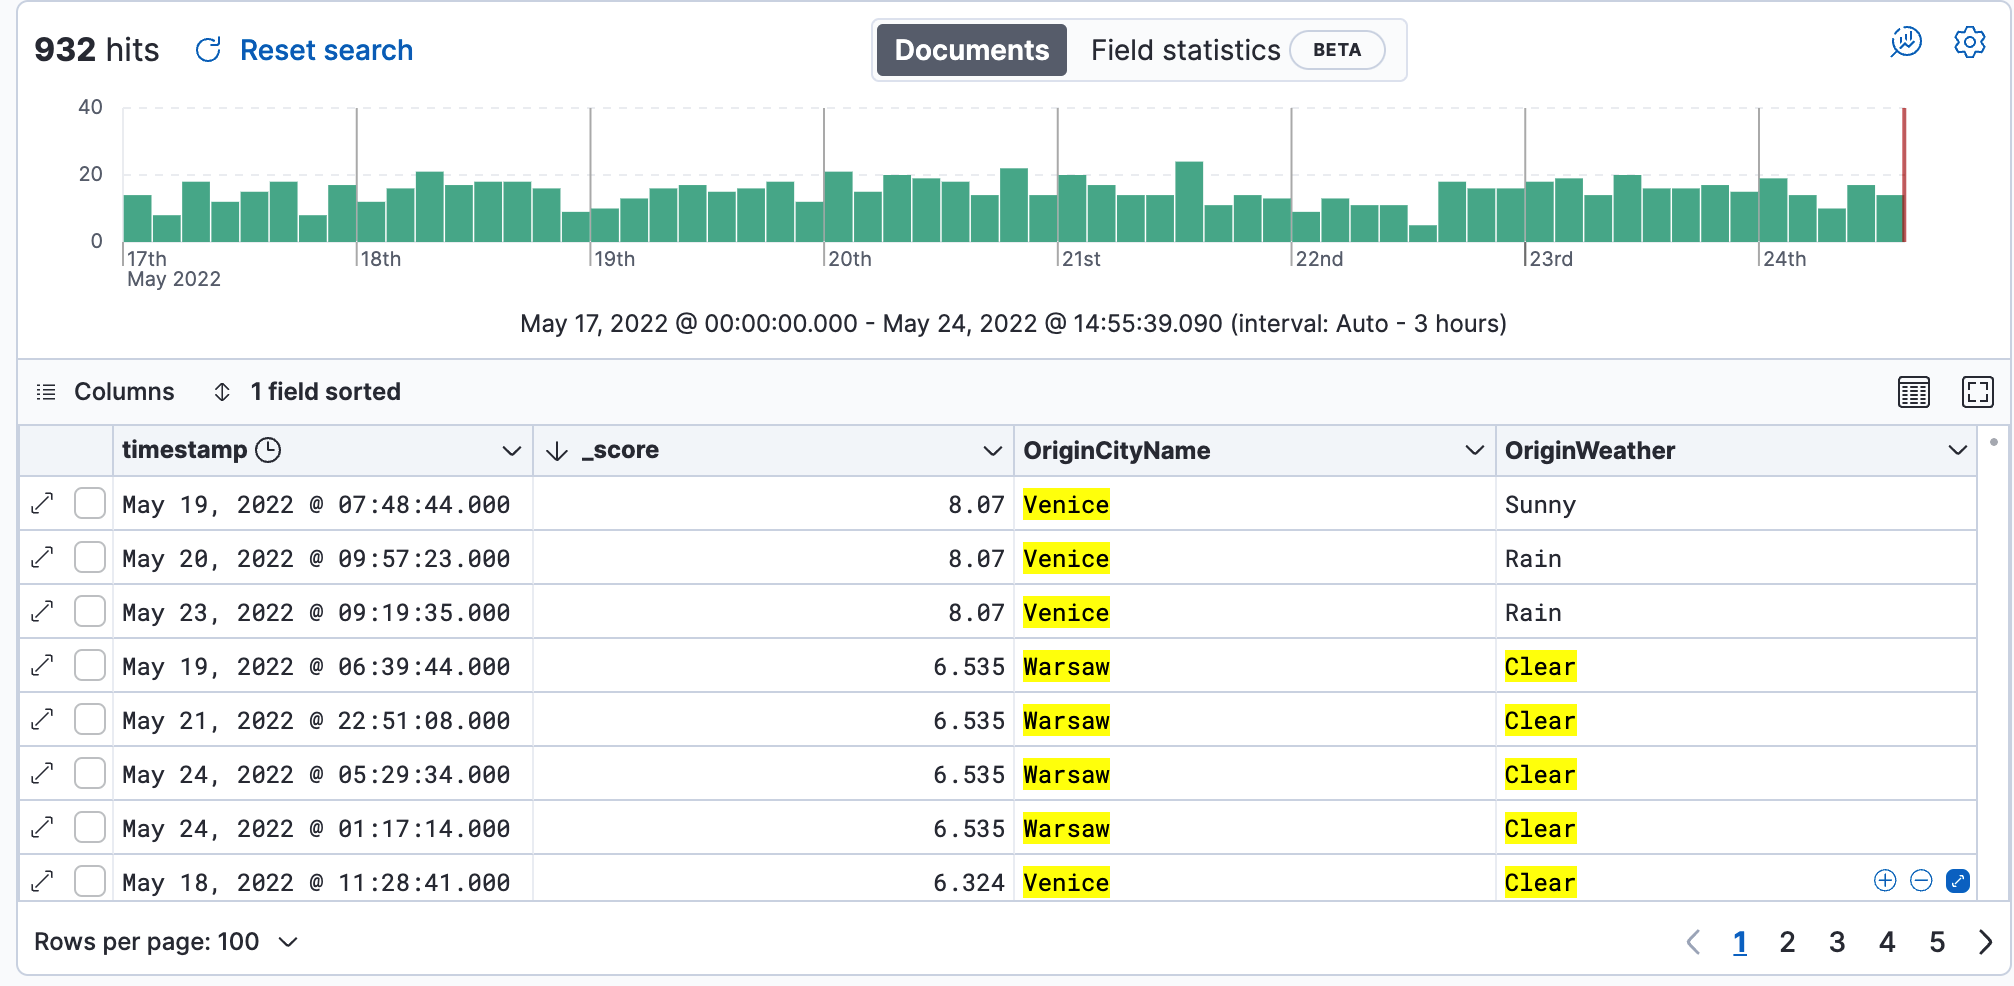 932 hits Reset search Documents Field statistics BETA
40
20
0
17th 18th 19th 20th 21st 22nd 23rd 24th
May 2022
May 17, 2022 @ 00:00:00.000 - May 24, 2022 @ 14:55:39.090 (interval: Auto - 3 hours)
Columns 1 field sorted
timestamp _score OriginCityName OriginWeather
May 19, 2022 @ 07:48:44.000 8.07 Venice Sunny
May 20, 2022 @ 09:57:23.000 8.07 Venice Rain
May 23, 2022 @ 09:19:35.000 8.07 Venice Rain
May 19, 2022 @ 06:39:44.000 6.535 Warsaw Clear
May 21, 2022 @ 22:51:08.000 6.535 Warsaw Clear
May 24, 2022 @ 05:29:34.000 6.535 Warsaw Clear
May 24, 2022 @ 01:17:14.000 6.535 Warsaw Clear
May 18, 2022 @ 11:28:41.000 6.324 Venice Clear
Rows per page: 100 1 2 3 4 5